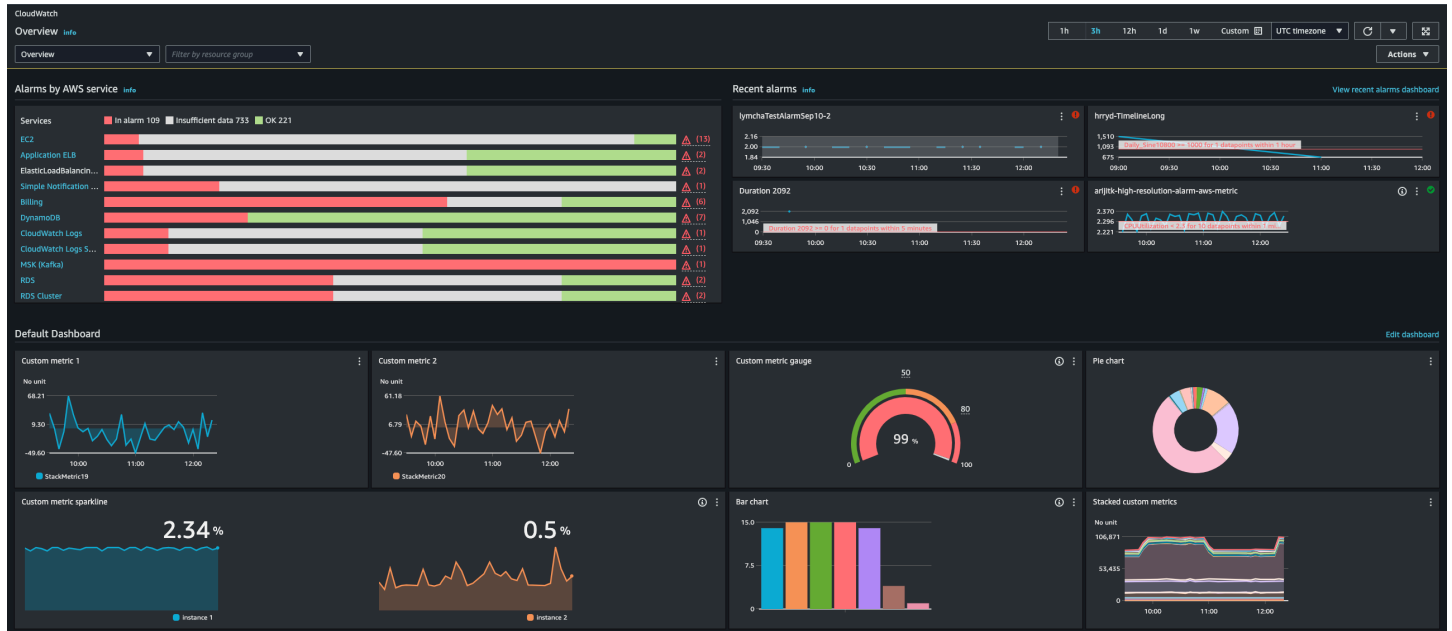 CloudWatch
Overview Info
1h 3h 12h 1d 1w Custom UTC timezone
Overview
Filter by resource group
Actions
Alarms by AWS service Info
Services
In alarm 109 Insufficient data 733 OK 221
EC2 (13)
Application ELB (2)
ElasticLoadBalancin... (2)
Simple Notification ... (1)
Billing (6)
DynamoDB (7)
CloudWatch Logs (1)
CloudWatch Logs S... (1)
MSK (Kafka) (1)
RDS (2)
RDS Cluster (2)
Recent alarms Info
View recent alarms dashboard
lymchaTestAlarmSep10-2
2.16
2.00
1.84
09:30 10:00 10:30 11:00 11:30 12:00
hrryd-TimelineLong
1,510
1,093
675
Daily_Sine10800 >= 1000 for 1 datapoints within 1 hour
09:00 09:30 10:00 10:30 11:00 11:30 12:00
Duration 2092
2,092
1,046
0
Duration 2092 >= 0 for 1 datapoints within 5 minutes
09:30 10:00 10:30 11:00 11:30 12:00
arijitk-high-resolution-alarm-aws-metric
2.370
2.296
2.221
CPUUtilization > 2.3 for 10 datapoints within 1 mi...
10:00 11:00 12:00
Default Dashboard
Edit dashboard
Custom metric 1
No unit
68.21
9.30
-49.60
10:00 11:00 12:00
StackMetric19
Custom metric 2
No unit
61.18
6.79
-47.60
10:00 11:00 12:00
StackMetric20
Custom metric gauge
50
80
99 %
0
100
Pie chart
Custom metric sparkline
2.34 %
Instance 1
0.5 %
Instance 2
Bar chart
15.0
7.5
0
Stacked custom metrics
No unit
106,871
53,435
0
10:00 11:00 12:00